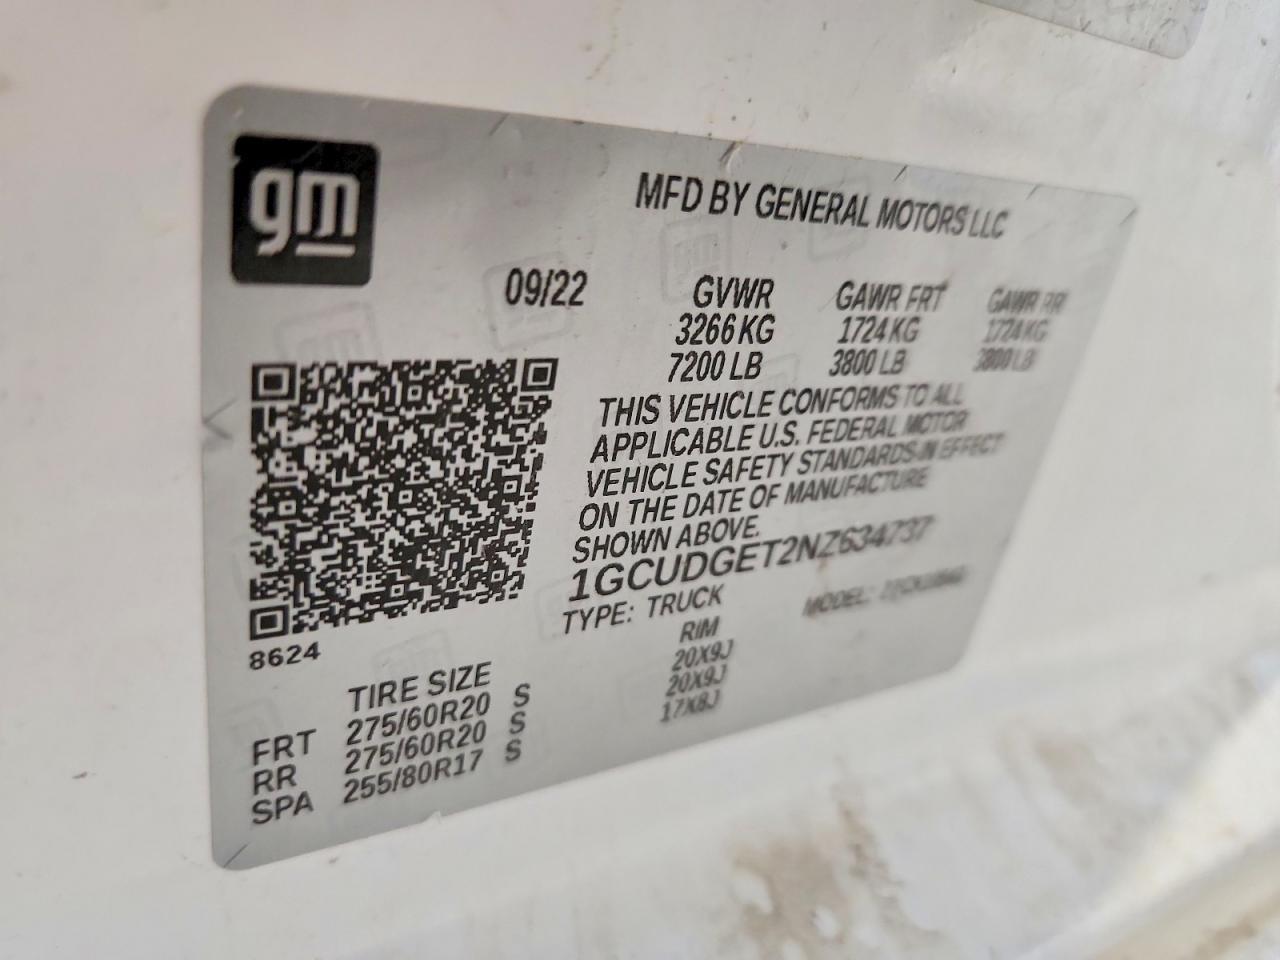 gm
MFD BY GENERAL MOTORS LLC
09/22 GVWR GAWR FRT GAWR RR
3266 KG 1724 KG 1724 KG
7200 LB 3800 LB 3800 LB
THIS VEHICLE CONFORMS TO ALL
APPLICABLE U.S. FEDERAL MOTOR
VEHICLE SAFETY STANDARDS IN EFFECT
ON THE DATE OF MANUFACTURE
SHOWN ABOVE.
1GCUDGET2NZ634737
TYPE: TRUCK MODEL:
8624
TIRE SIZE RIM
FRT 275/60R20 S 20X9J
RR 275/60R20 S 20X9J
SPA 255/80R17 S 17X8J